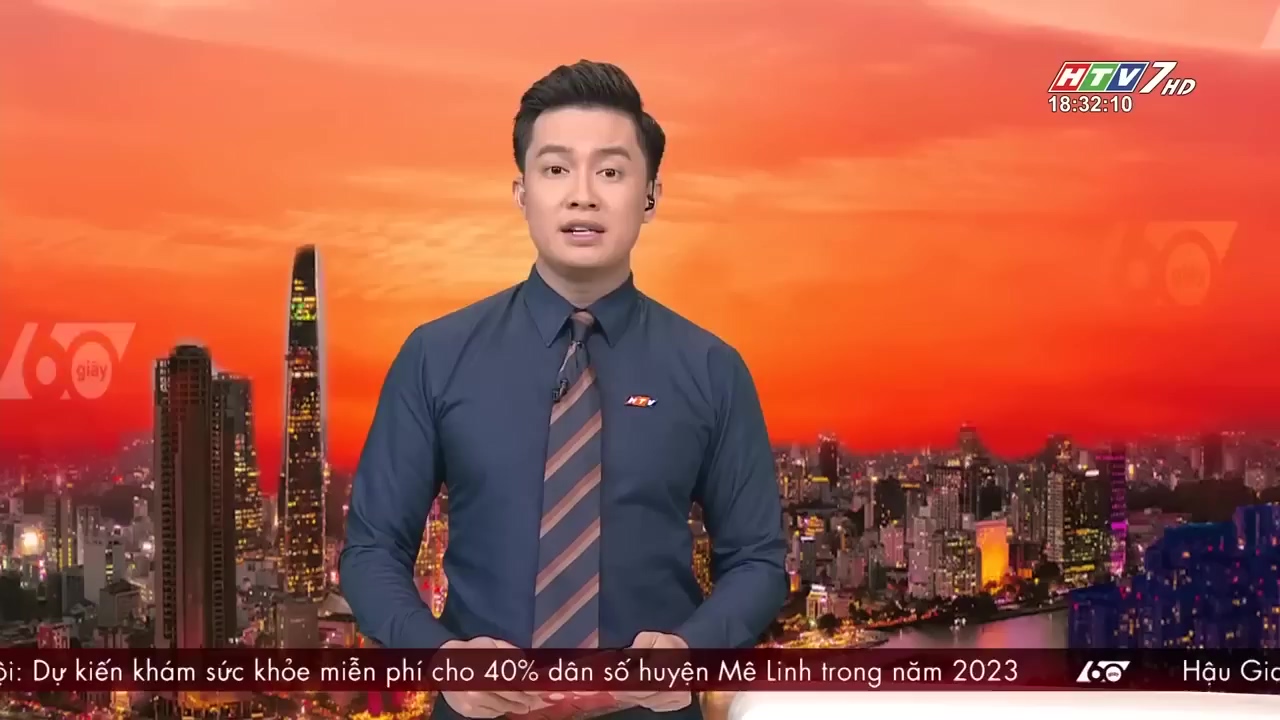 HTV7HD
18:32:10
60 giây
60 giây
HTV
ội: Dự kiến khám sức khỏe miễn phí cho 40% dân số huyện Mê Linh trong năm 2023 60 giây Hậu Gia